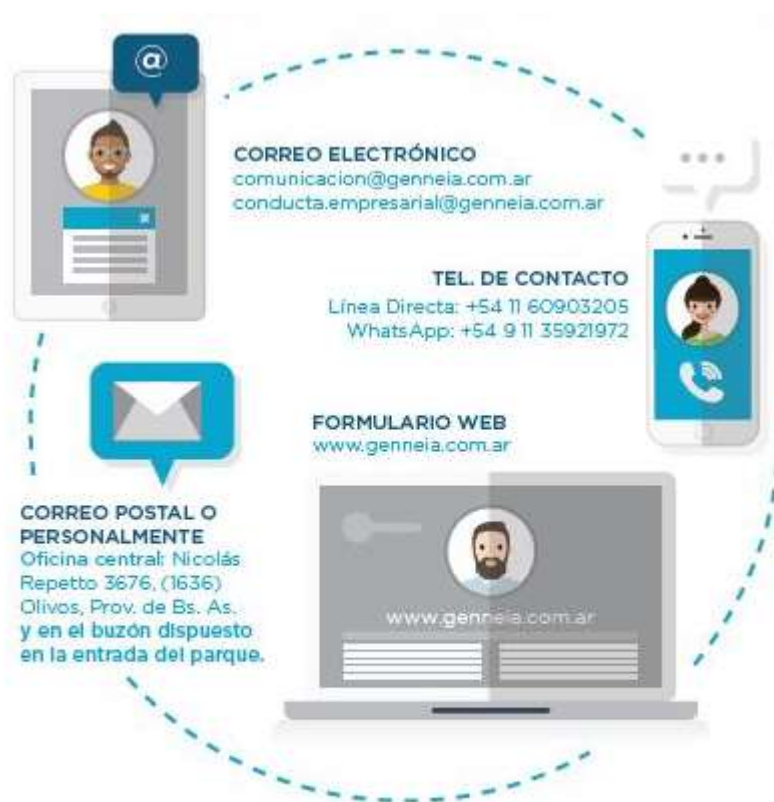 @
CORREO ELECTRÓNICO
comunicacion@genneia.com.ar
conducta.empresarial@genneia.com.ar
TEL. DE CONTACTO
Línea Directa: +54 11 60903205
WhatsApp: +54 9 11 35921972
FORMULARIO WEB
www.genneia.com.ar
CORREO POSTAL O
PERSONALMENTE
Oficina central: Nicolás
Repetto 3676, (1636)
Olivos, Prov. de Bs. As.
y en el buzón dispuesto
en la entrada del parque.
www.genneia.com.ar